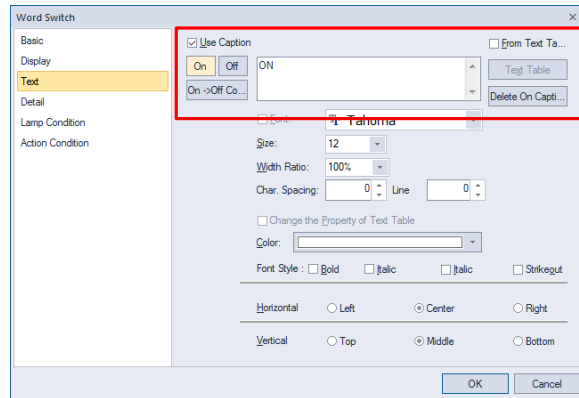 Word Switch
Basic
Display
Text
Detail
Lamp Condition
Action Condition
Use Caption
From Text Ta...
On Off
ON
Text Table
On ->Off Co...
Delete On Capti...
Font: Tahoma
Size: 12
Width Ratio: 100%
Char. Spacing: 0 Line 0
Change the Property of Text Table
Color:
Font Style : Bold Italic Italic Strikeout
Horizontal Left Center Right
Vertical Top Middle Bottom
OK Cancel